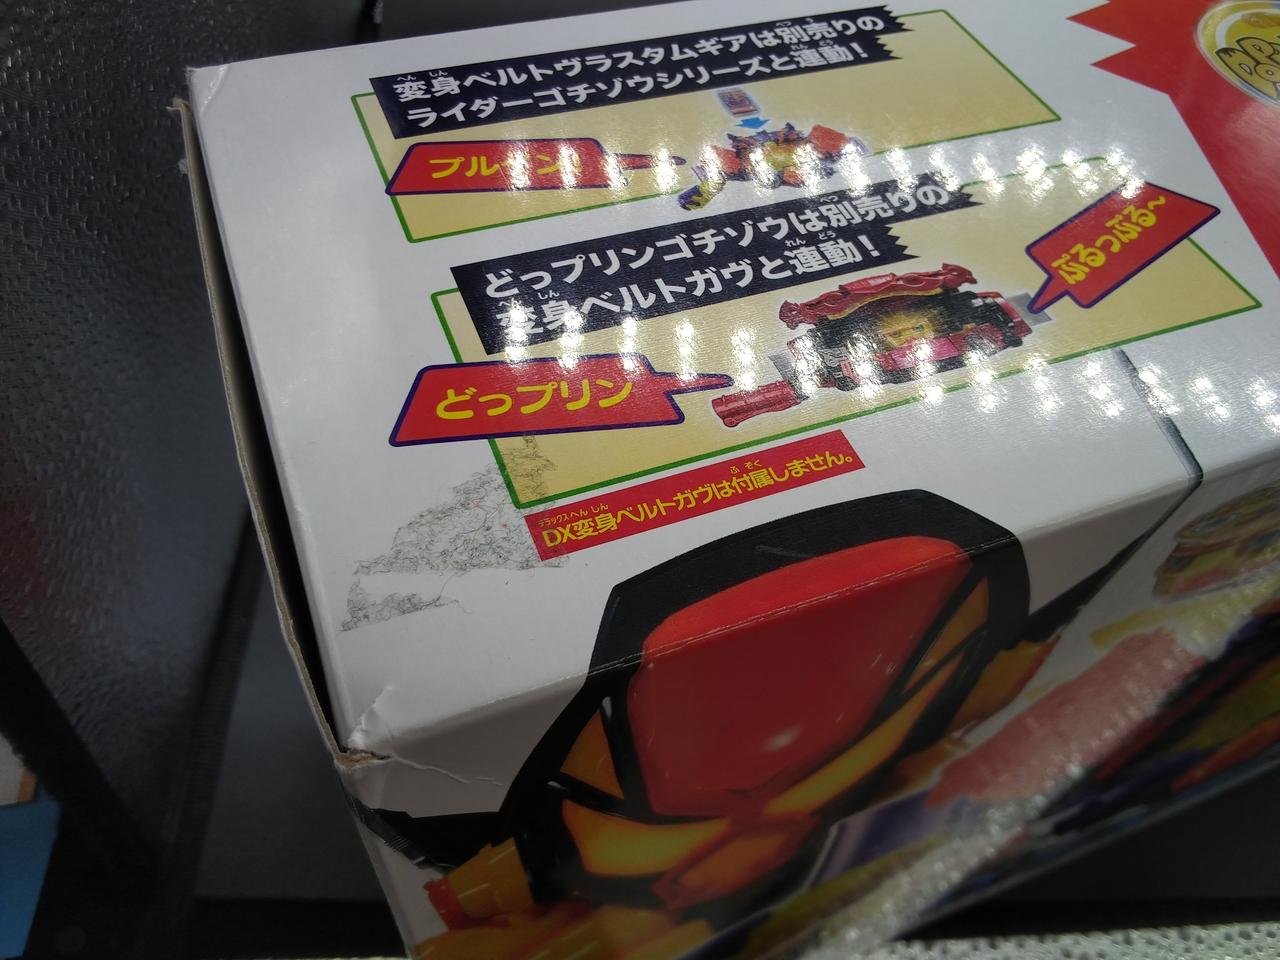 変身ベルトヴラスタムギアは別売りの
ライダーゴチゾウシリーズと連動！
プルーン！
どっプリンゴチゾウは別売りの
変身ベルトガヴと連動！
ぷるっぷる～
どっプリン
DX変身ベルトガヴは付属しません。